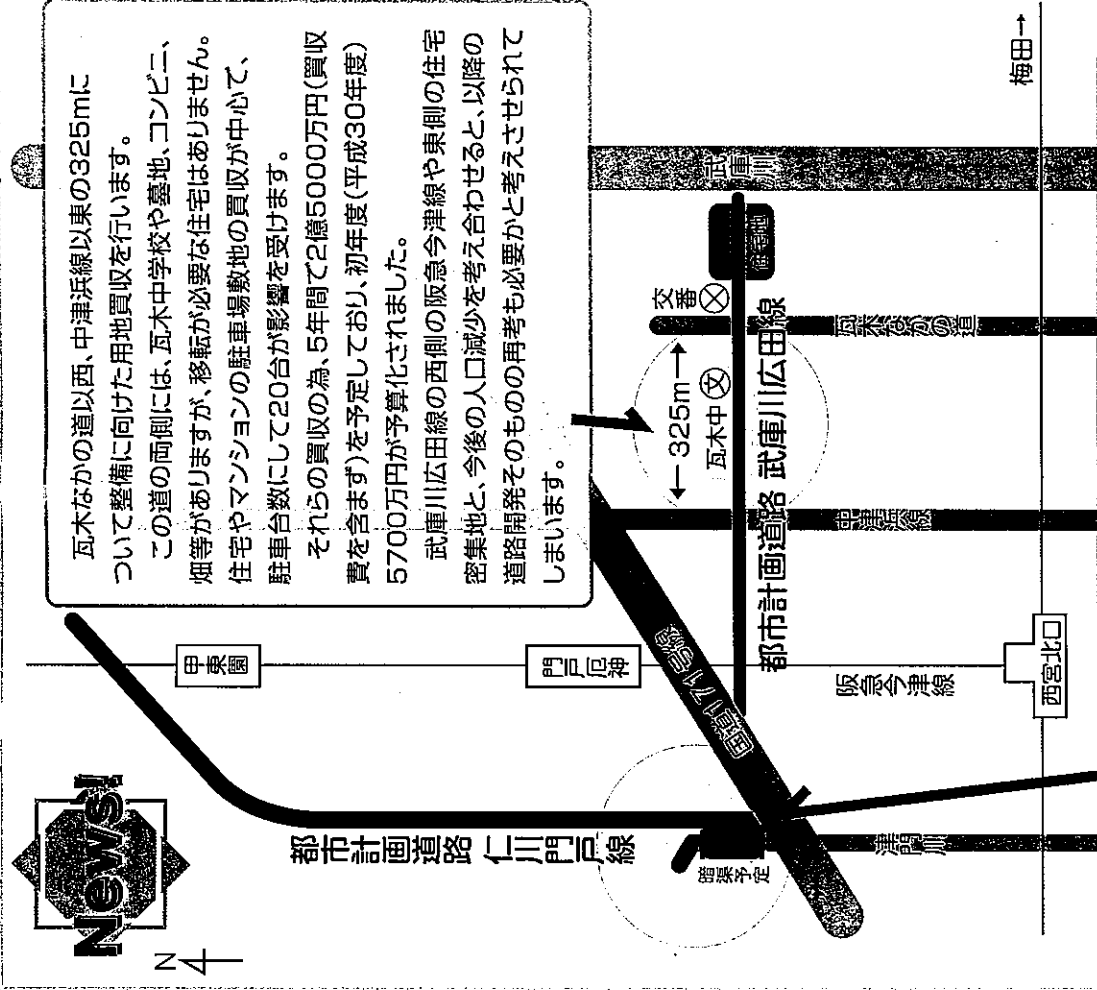 News!
N
瓦木なかの道以西、中津浜線以東の325mに
ついて整備に向けた用地買収を行います。
この道の両側には、瓦木中学校や墓地、コンビニ、
畑等がありますが、移転が必要な住宅はありません。
住宅やマンションの駐車場敷地の買収が中心で、
駐車台数にして20台が影響を受けます。
それらの買収の為、5年間で2億5000万円(買収
費を含まず)を予定しており、初年度(平成30年度)
5700万円が予算化されました。
武庫川広田線の西側の阪急今津線や東側の住宅
密集地と、今後の人口減少を考え合わせると、以降の
道路開発そのものの再考も必要かと考えさせられて
しまいます。
甲東園
門戸厄神
国道171号線
都市計画道路 仁川門戸線
暗渠予定
津門川
阪急今津線
西宮北口
都市計画道路 武庫川広田線
中津浜線
325m
瓦木中
文
交番
瓦木なかの道
住宅地
武庫川
梅田→